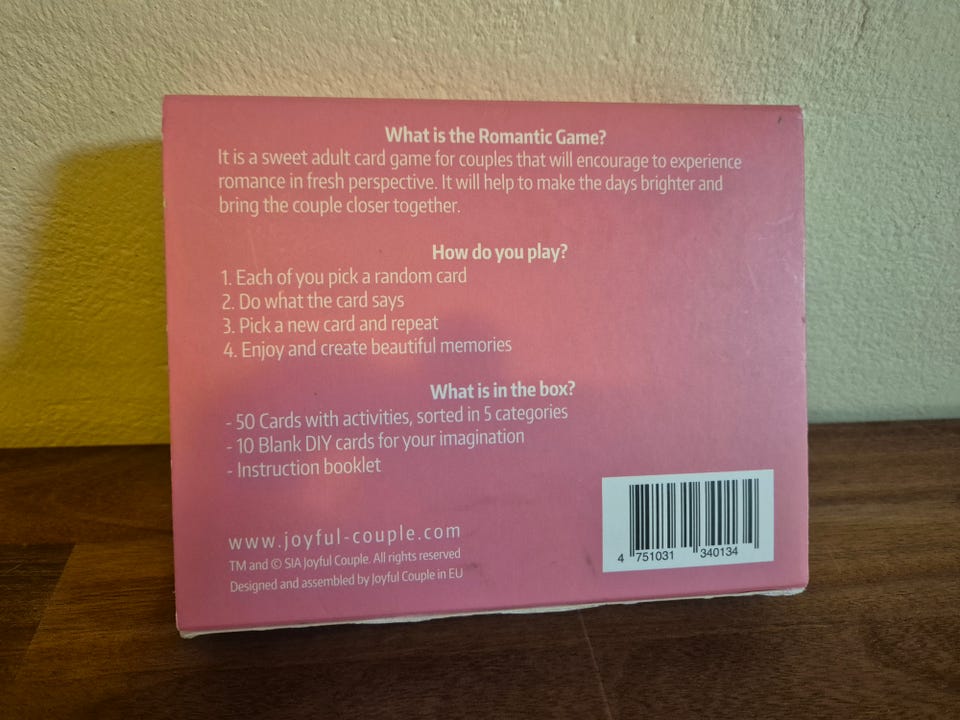 What is the Romantic Game?
It is a sweet adult card game for couples that will encourage to experience
romance in fresh perspective. It will help to make the days brighter and
bring the couple closer together.
How do you play?
1. Each of you pick a random card
2. Do what the card says
3. Pick a new card and repeat
4. Enjoy and create beautiful memories
What is in the box?
- 50 Cards with activities, sorted in 5 categories
- 10 Blank DIY cards for your imagination
- Instruction booklet
www.joyful-couple.com
TM and © SIA Joyful Couple. All rights reserved
Designed and assembled by Joyful Couple in EU
4 751031 340134